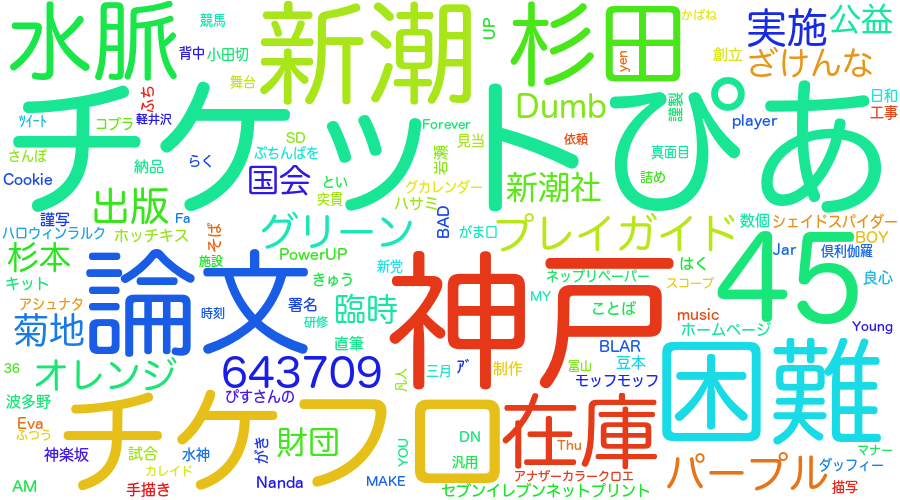 水脈
競馬
背中
小田切
新潮
舞台
UP
杉田
yen
かばね
創立
実施
公益
ざけんな
チケットぴあ
ぷち
軽井沢
ツイート
コブラ
さんぽ
納品
らく
Cookie
SD
ぷちんばを
国会
とい
突貫
Forever
見当
岩藻
グカレンダー
ハサミ
Dumb
依頼
新潮社
謹製
真面目
詰め
player
日和
工事
謹写
出版
Fa
ハロウィンラルク
ホッチキス
そば
施設
杉本
キット
アシュナタ
菊地
グリーン
PowerUP
きゅう
新党
BAD
がま口
プレイガイド
数個
シェイドスパイダー
BOY
Jar
倶利伽羅
良心
はく
ネップリペーパー
スコープ
45
論文
時刻
署名
研修
臨時
直筆
神戸
MY
ことば
music
ホームページ
Young
BLAR
豆本
モッフモッフ
困難
36
オレンジ
643709
凡人
三月
ド
制作
富山
波多野
Eva
ふつう
チケフロ
ぴすさんの
神楽坂
試合
水神
カレイド
がき
財団
手描き
AM
Nanda
MAKE
YOU
DN
汎用
在庫
Thu
アナザーカラークロエ
セブンイレブンネットプリント
パープル
マナー
ダッフィー
描写